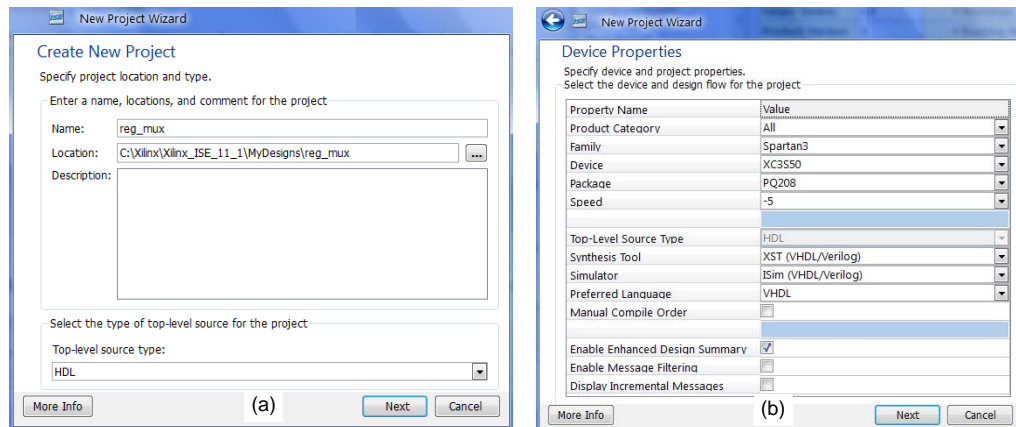 ISE New Project Wizard
Create New Project
Specify project location and type.
Enter a name, locations, and comment for the project
Name: reg_mux
Location: C:\Xilinx\Xilinx_ISE_11_1\MyDesigns\reg_mux ...
Description:
Select the type of top-level source for the project
Top-level source type:
HDL
More Info (a) Next Cancel
ISE New Project Wizard
Device Properties
Specify device and project properties.
Select the device and design flow for the project
Property Name Value
Product Category All
Family Spartan3
Device XC3S50
Package PQ208
Speed -5
Top-Level Source Type HDL
Synthesis Tool XST (VHDL/Verilog)
Simulator ISim (VHDL/Verilog)
Preferred Language VHDL
Manual Compile Order
Enable Enhanced Design Summary
Enable Message Filtering
Display Incremental Messages
More Info (b) Next Cancel